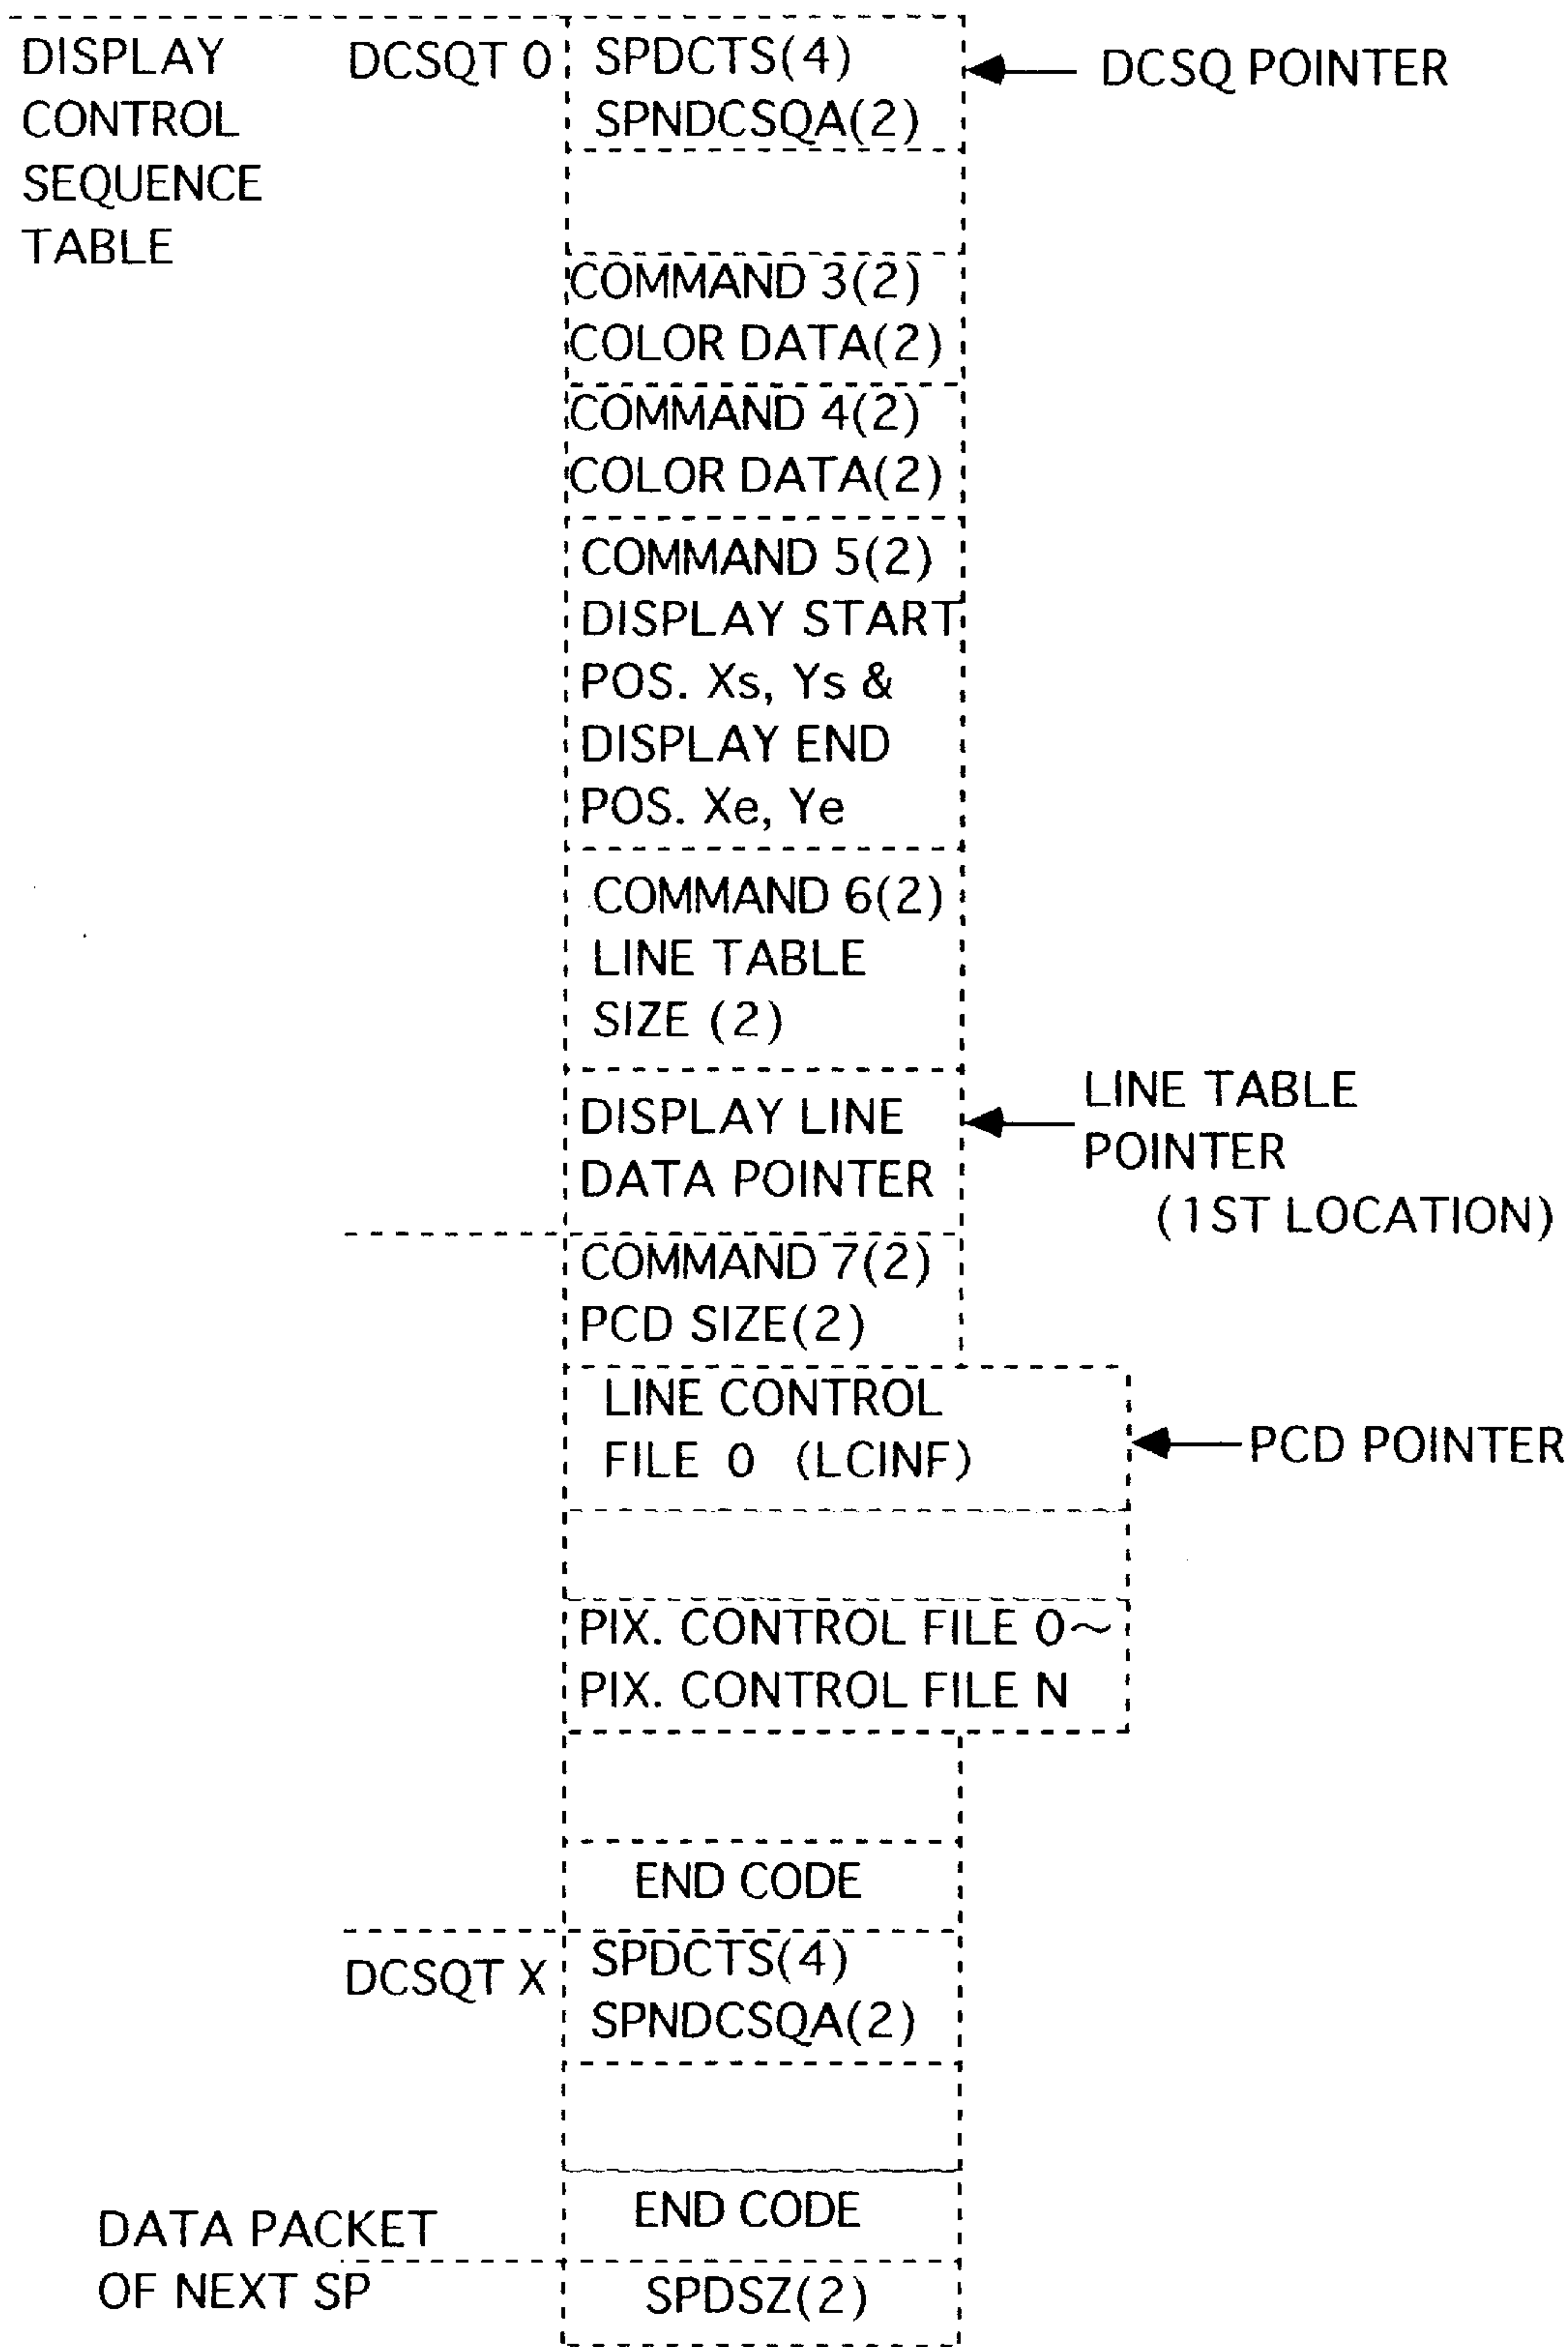 DISPLAY
CONTROL
SEQUENCE
TABLE
DCSQT 0
SPDCTS(4)
SPNDCSQA(2)
DCSQ POINTER
COMMAND 3(2)
COLOR DATA(2)
COMMAND 4(2)
COLOR DATA(2)
COMMAND 5(2)
DISPLAY START
POS. Xs, Ys &
DISPLAY END
POS. Xe, Ye
COMMAND 6(2)
LINE TABLE
SIZE (2)
DISPLAY LINE
DATA POINTER
LINE TABLE
POINTER
(1ST LOCATION)
COMMAND 7(2)
PCD SIZE(2)
LINE CONTROL
FILE 0 (LCINF)
PCD POINTER
PIX. CONTROL FILE 0~
PIX. CONTROL FILE N
END CODE
DCSQT X
SPDCTS(4)
SPNDCSQA(2)
END CODE
DATA PACKET
OF NEXT SP
SPDSZ(2)